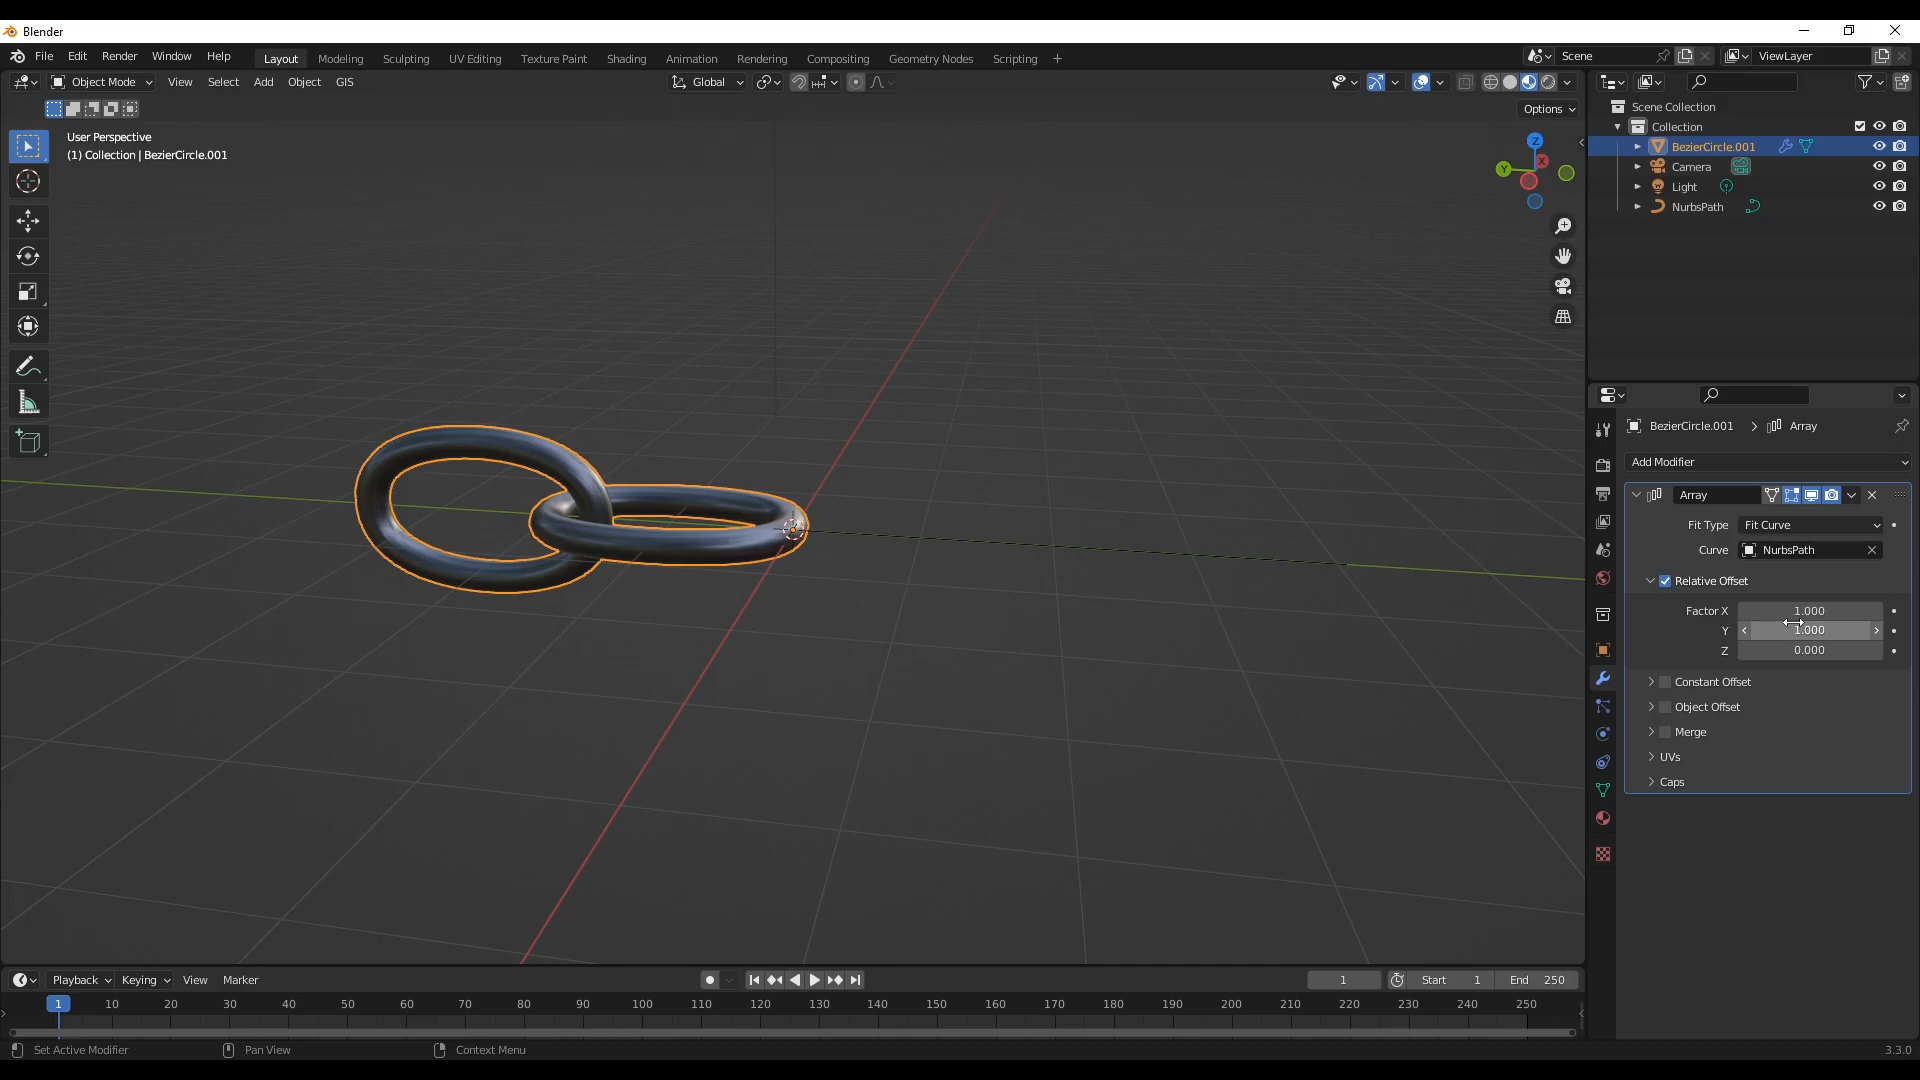 Blender
File Edit Render Window Help Layout Modeling Sculpting UV Editing Texture Paint Shading Animation Rendering Compositing Geometry Nodes Scripting + Scene ViewLayer
Object Mode View Select Add Object GIS Global
Options
User Perspective
(1) Collection | BezierCircle.001
Z
Y
X
Scene Collection
Collection
BezierCircle.001
Camera
Light
NurbsPath
BezierCircle.001 > Array
Add Modifier
Array
Fit Type Fit Curve
Curve NurbsPath
Relative Offset
Factor X 1.000
Y 1.000
Z 0.000
Constant Offset
Object Offset
Merge
UVs
Caps
Playback Keying View Marker 1 Start 1 End 250
1 10 20 30 40 50 60 70 80 90 100 110 120 130 140 150 160 170 180 190 200 210 220 230 240 250
Set Active Modifier Pan View Context Menu 3.3.0